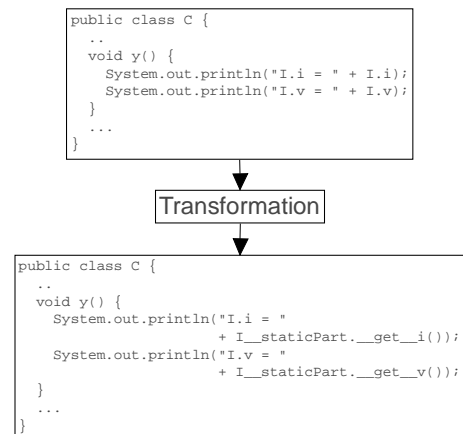 public class C {
  ..
  void y() {
    System.out.println("I.i = " + I.i);
    System.out.println("I.v = " + I.v);
  }
  ...
}
Transformation
public class C {
  ..
  void y() {
    System.out.println("I.i = "
                       + I__staticPart.__get__i());
    System.out.println("I.v = "
                       + I__staticPart.__get__v());
  }
  ...
}